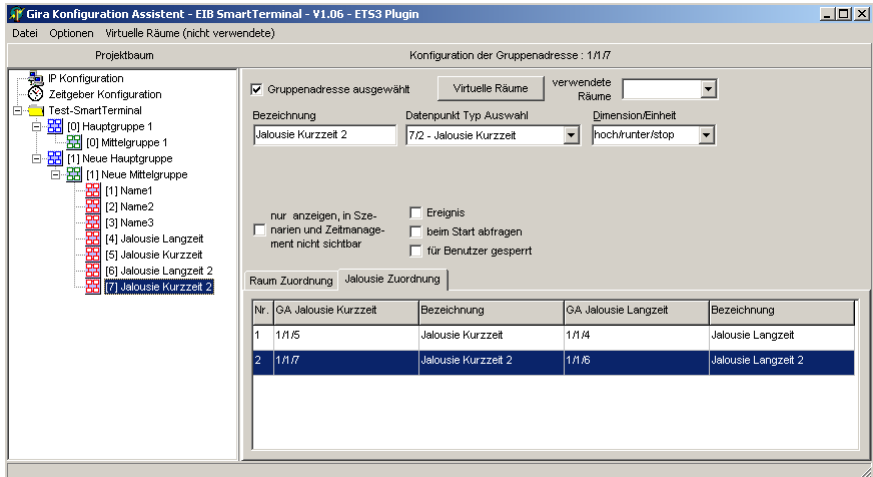 Gira Konfiguration Assistent - EIB SmartTerminal - V1.06 - ETS3 Plugin
Datei Optionen Virtuelle Räume (nicht verwendete)
Projektbaum
Konfiguration der Gruppenadresse : 1/1/7
IP Konfiguration
Zeitgeber Konfiguration
Test-SmartTerminal
[0] Hauptgruppe 1
[0] Mittelgruppe 1
[1] Neue Hauptgruppe
[1] Neue Mittelgruppe
[1] Name1
[2] Name2
[3] Name3
[4] Jalousie Langzeit
[5] Jalousie Kurzzeit
[6] Jalousie Langzeit 2
[7] Jalousie Kurzzeit 2
Gruppenadresse ausgewählt
Virtuelle Räume
verwendete
Räume
Bezeichnung
Datenpunkt Typ Auswahl
Dimension/Einheit
Jalousie Kurzzeit 2
7/2 - Jalousie Kurzzeit
hoch/runter/stop
nur anzeigen, in Sze-
narien und Zeitmanage-
ment nicht sichtbar
Ereignis
beim Start abfragen
für Benutzer gesperrt
Raum Zuordnung Jalousie Zuordnung
Nr. GA Jalousie Kurzzeit Bezeichnung GA Jalousie Langzeit Bezeichnung
1 1/1/5 Jalousie Kurzzeit 1/1/4 Jalousie Langzeit
2 1/1/7 Jalousie Kurzzeit 2 1/1/6 Jalousie Langzeit 2